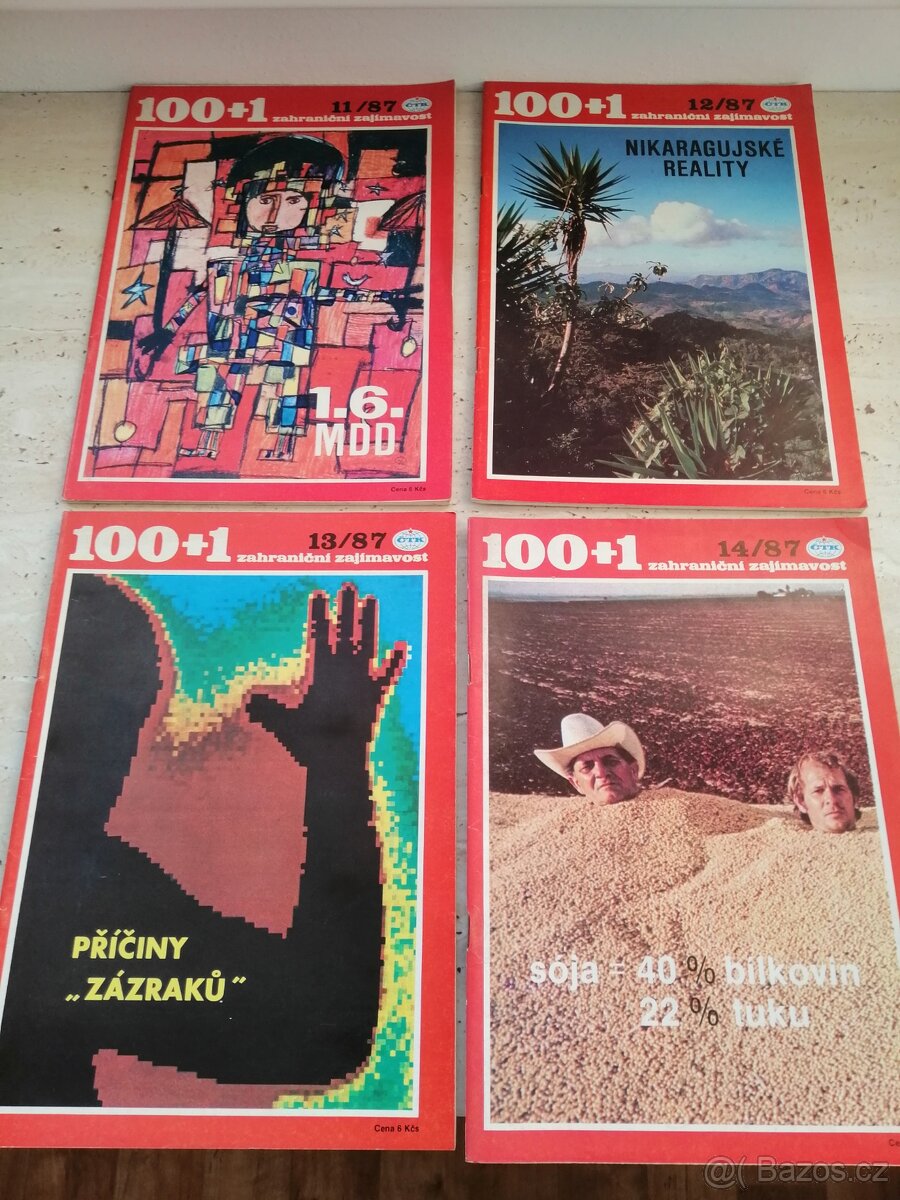 100+1 11/87 ČTK
zahraniční zajímavost
1.6.
MDD
Cena 6 Kčs
100+1 12/87 ČTK
zahraniční zajímavost
NIKARAGUJSKÉ
REALITY
Cena 6 Kčs
100+1 13/87 ČTK
zahraniční zajímavost
PŘÍČINY
„ZÁZRAKŮ"
Cena 6 Kčs
100+1 14/87 ČTK
zahraniční zajímavost
sója = 40 % bílkovin
22 % tuku
Ce
@ Bazos.cz